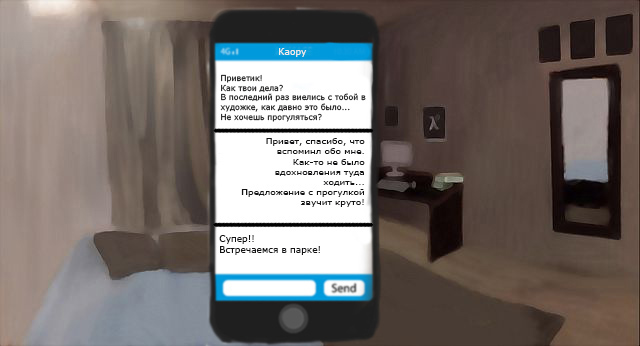 4G
Каору
Приветик!
Как твои дела?
В последний раз виелись с тобой в
художке, как давно это было...
Не хочешь прогуляться?
Привет, спасибо, что
вспоминл обо мне.
Как-то не было
вдохновления туда
ходить...
Предложение с прогулкой
звучит круто!
Супер!!
Встречаемся в парке!
Send
λ